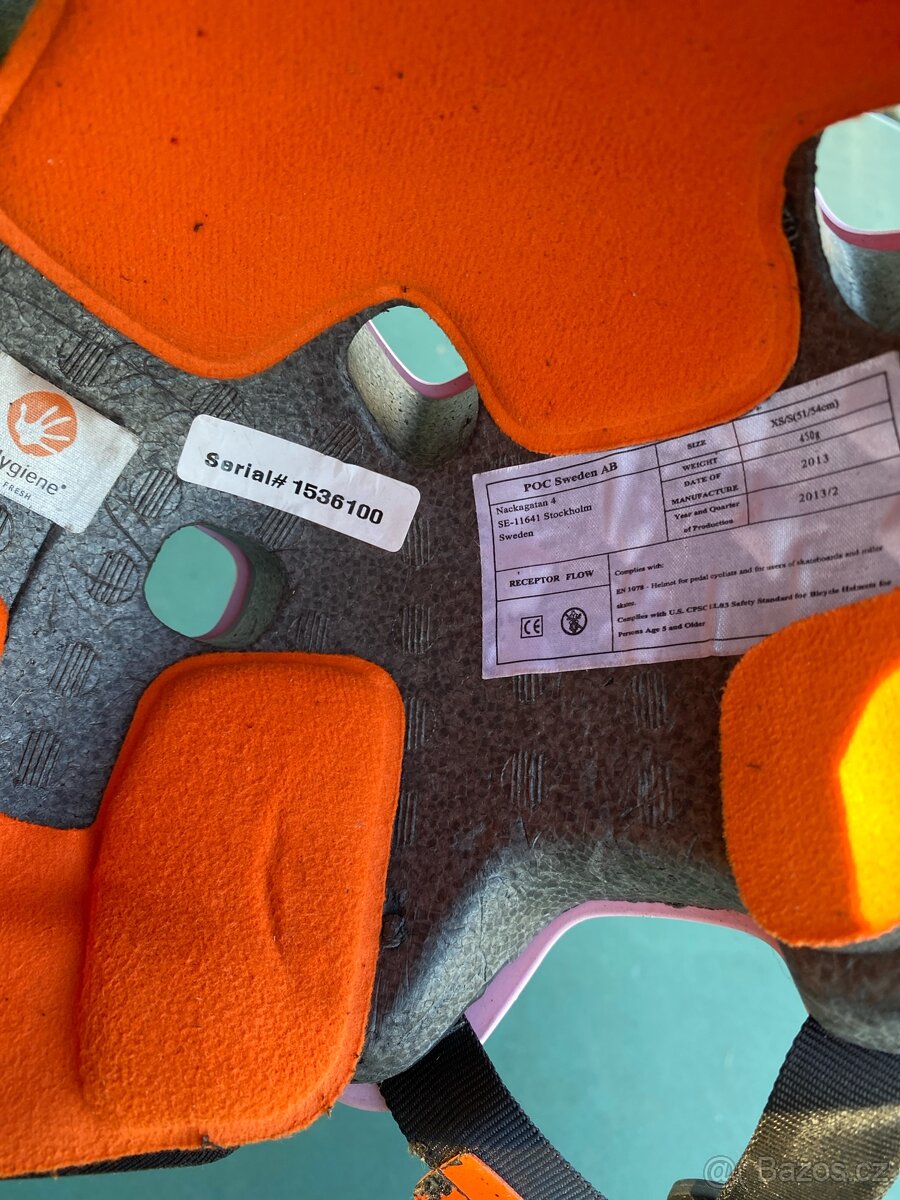 ygiene®
FRESH
Serial# 1536100
POC Sweden AB
Nackagatan 4
SE-11641 Stockholm
Sweden
SIZE XS/S(51/54cm)
WEIGHT 450g
DATE OF MANUFACTURE 2013
Year and Quarter of Production 2013/2
RECEPTOR FLOW
CE
Complies with:
EN 1078 - Helmet for pedal cyclists and for users of skateboards and roller
skates.
Complies with U.S. CPSC Safety Standard for Bicycle Helmets for
Persons Age 5 and Older
@ Bazos.cz